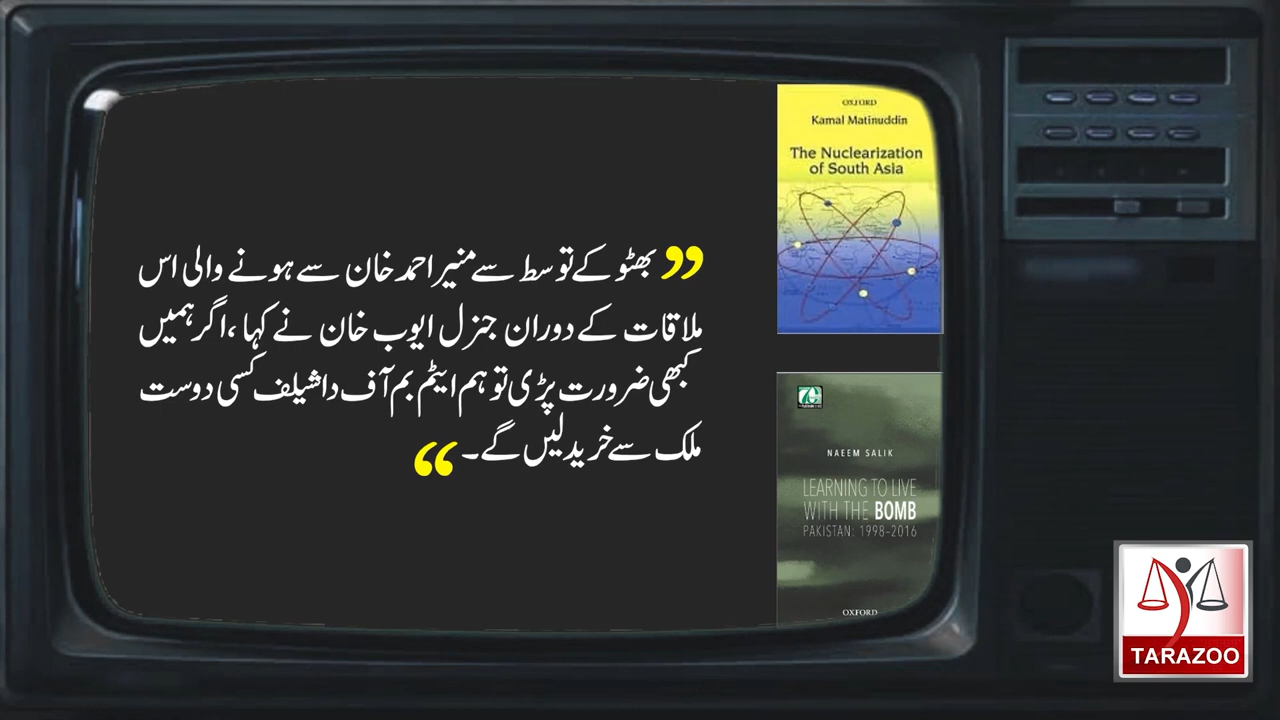 ”بھٹو کے توسط سے منیر احمد خان سے ہونے والی اس
ملاقات کے دوران جنرل ایوب خان نے کہا ،اگر ہمیں
کبھی ضرورت پڑی تو ہم ایٹم بم آف دا شیلف کسی دوست
ملک سے خرید لیں گے۔“
OXFORD
Kamal Matinuddin
The Nuclearization
of South Asia
NAEEM SALIK
LEARNING TO LIVE
WITH THE BOMB
PAKISTAN: 1998-2016
OXFORD
TARAZOO